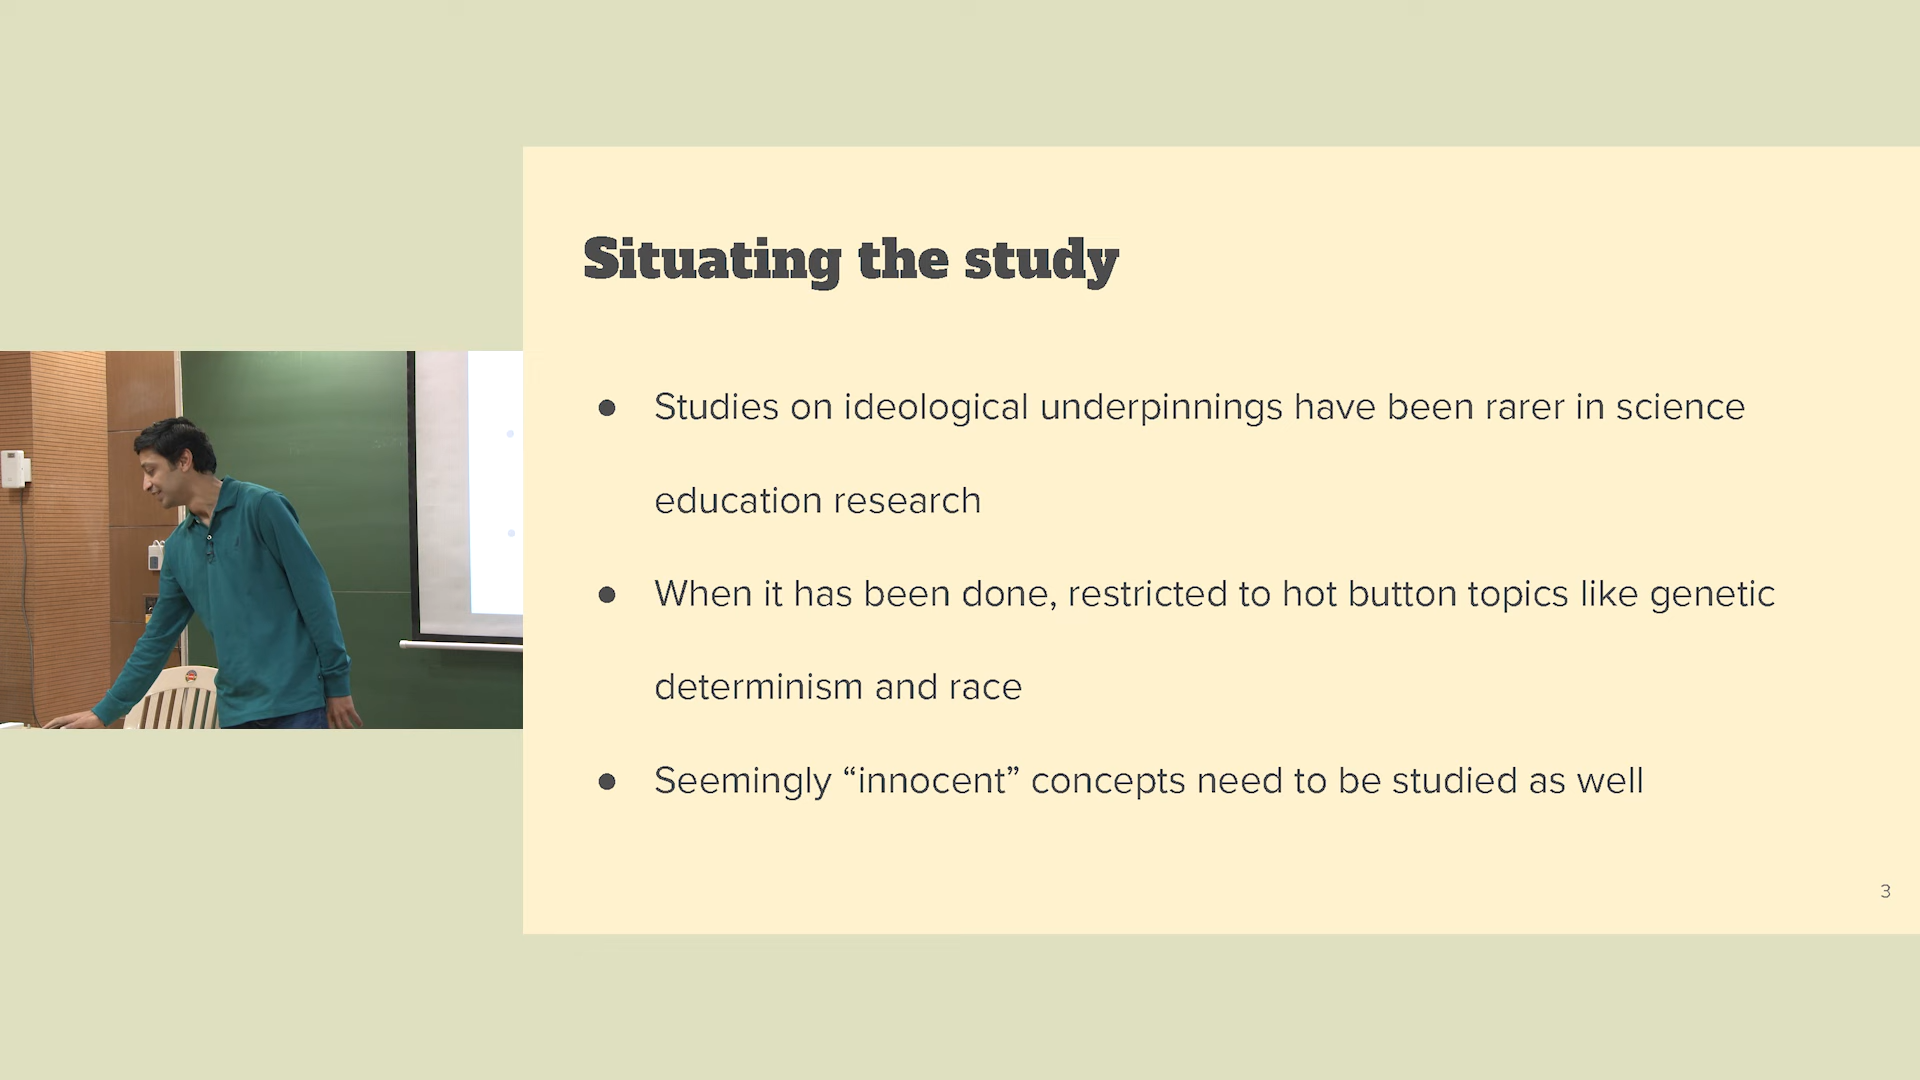 Situating the study
● Studies on ideological underpinnings have been rarer in science
education research
● When it has been done, restricted to hot button topics like genetic
determinism and race
● Seemingly “innocent” concepts need to be studied as well
3